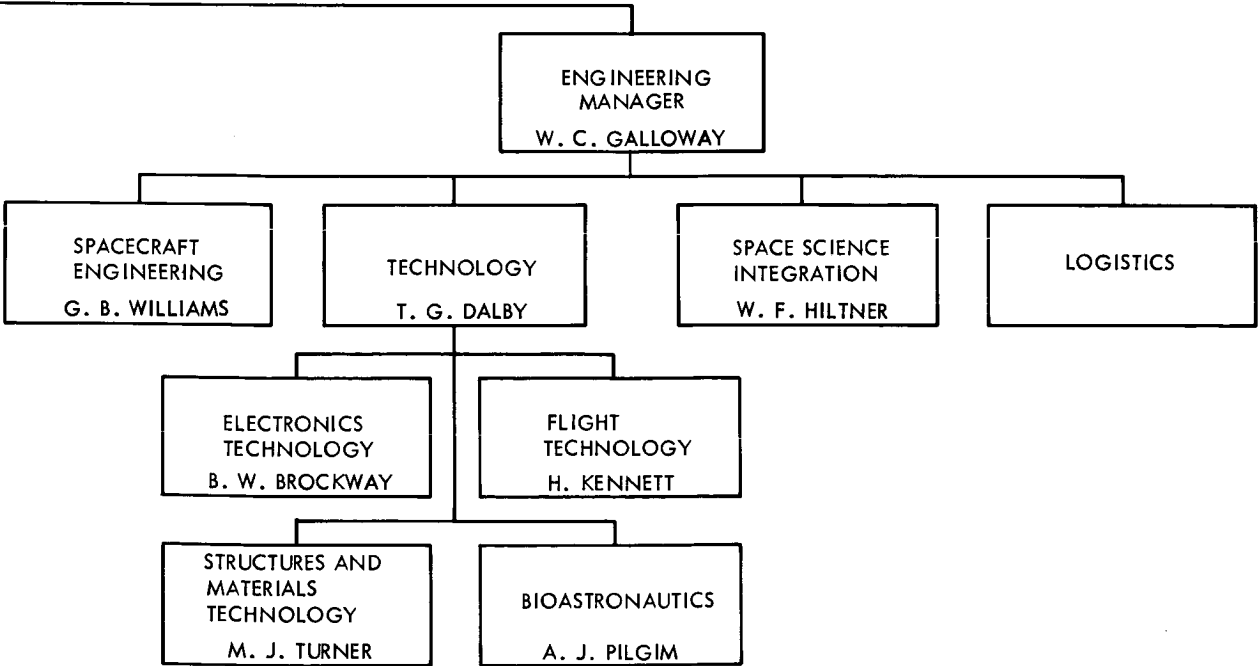 ENGINEERING
MANAGER
W. C. GALLOWAY
SPACECRAFT
ENGINEERING
G. B. WILLIAMS
TECHNOLOGY
T. G. DALBY
SPACE SCIENCE
INTEGRATION
W. F. HILTNER
LOGISTICS
ELECTRONICS
TECHNOLOGY
B. W. BROCKWAY
FLIGHT
TECHNOLOGY
H. KENNETT
STRUCTURES AND
MATERIALS
TECHNOLOGY
M. J. TURNER
BIOASTRONAUTICS
A. J. PILGIM